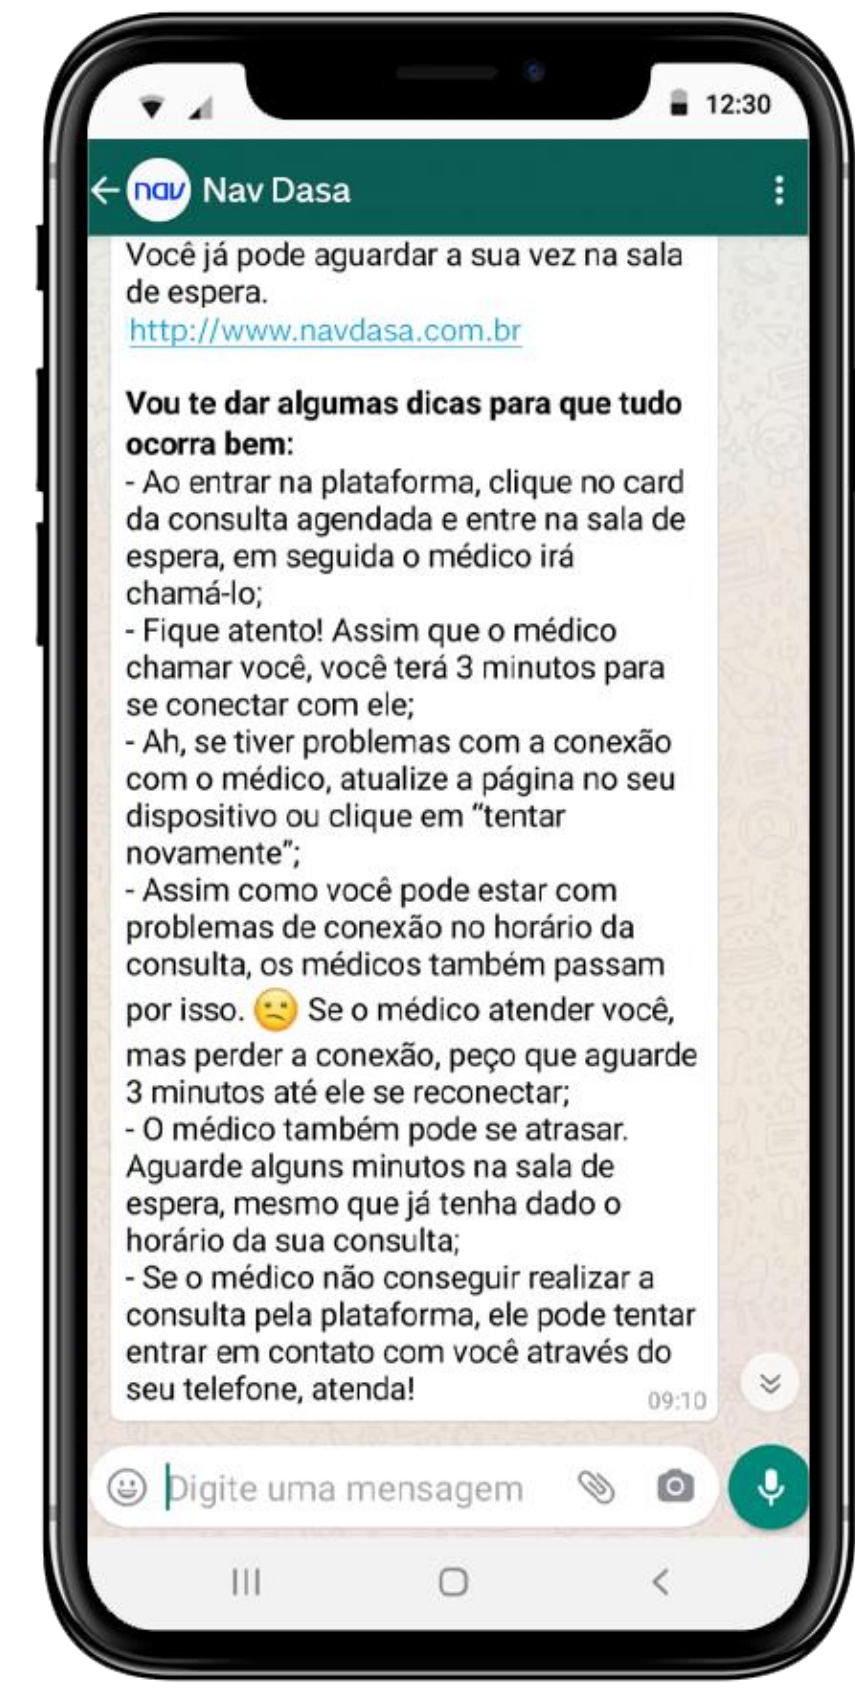 12:30
nav Nav Dasa
Você já pode aguardar a sua vez na sala
de espera.
http://www.navdasa.com.br
Vou te dar algumas dicas para que tudo
ocorra bem:
- Ao entrar na plataforma, clique no card
da consulta agendada e entre na sala de
espera, em seguida o médico irá
chamá-lo;
- Fique atento! Assim que o médico
chamar você, você terá 3 minutos para
se conectar com ele;
- Ah, se tiver problemas com a conexão
com o médico, atualize a página no seu
dispositivo ou clique em “tentar
novamente”;
- Assim como você pode estar com
problemas de conexão no horário da
consulta, os médicos também passam
por isso. 😕 Se o médico atender você,
mas perder a conexão, peço que aguarde
3 minutos até ele se reconectar;
- O médico também pode se atrasar.
Aguarde alguns minutos na sala de
espera, mesmo que já tenha dado o
horário da sua consulta;
- Se o médico não conseguir realizar a
consulta pela plataforma, ele pode tentar
entrar em contato com você através do
seu telefone, atenda!
09:10
Digite uma mensagem